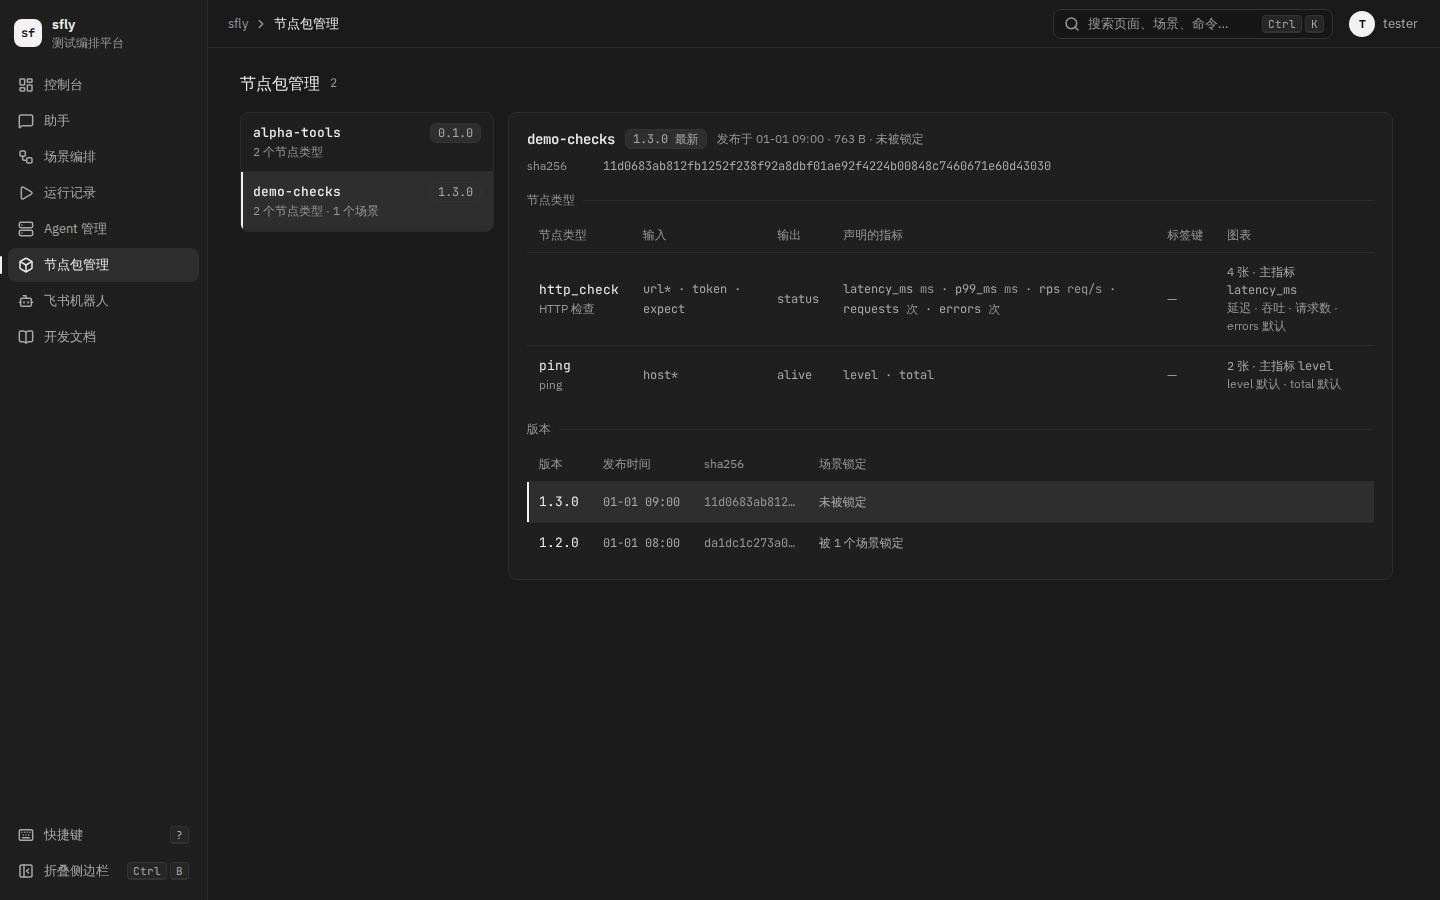 sf
sfly
测试编排平台
控制台
助手
场景编排
运行记录
Agent 管理
节点包管理
飞书机器人
开发文档
快捷键 ?
折叠侧边栏 Ctrl B
sfly > 节点包管理
搜索页面、场景、命令... Ctrl K
T tester
节点包管理 2
alpha-tools 0.1.0
2 个节点类型
demo-checks 1.3.0
2 个节点类型 · 1 个场景
demo-checks 1.3.0 最新 发布于 01-01 09:00 · 763 B · 未被锁定
sha256 11d0683ab812fb1252f238f92a8dbf01ae92f4224b00848c7460671e60d43030
节点类型
节点类型 输入 输出 声明的指标 标签键 图表
http_check
HTTP 检查
url* · token ·
expect
status
latency_ms ms · p99_ms ms · rps req/s ·
requests 次 · errors 次
—
4 张 · 主指标
latency_ms
延迟 · 吞吐 · 请求数 ·
errors 默认
ping
ping
host*
alive
level · total
—
2 张 · 主指标 level
level 默认 · total 默认
版本
版本 发布时间 sha256 场景锁定
1.3.0 01-01 09:00 11d0683ab812… 未被锁定
1.2.0 01-01 08:00 da1dc1c273a0… 被 1 个场景锁定